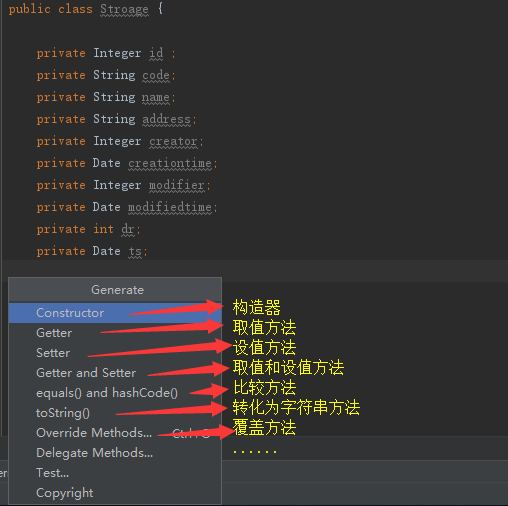 public class Stroage {
private Integer id ;
private String code;
private String name;
private String address;
private Integer creator;
private Date creationtime;
private Integer modifier;
private Date modifiedtime;
private int dr;
private Date ts;
Generate
Constructor 构造器
Getter 取值方法
Setter 设值方法
Getter and Setter 取值和设值方法
equals() and hashCode() 比较方法
toString() 转化为字符串方法
Override Methods... 覆盖方法
Delegate Methods... ......
Test...
Copyright